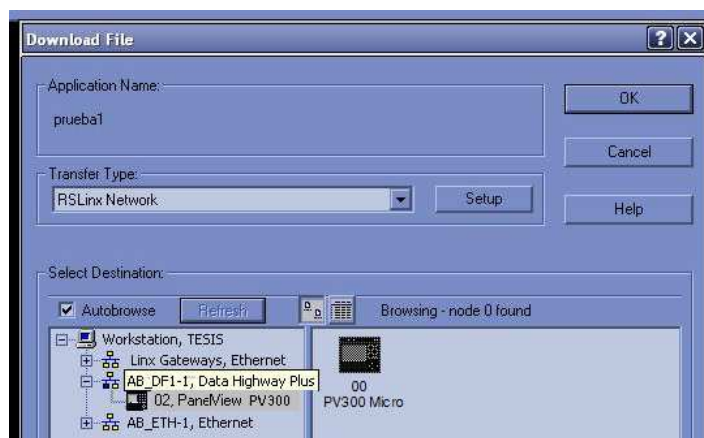 Download File
Application Name:
prueba1
OK
Cancel
Transfer Type:
RSLinx Network
Setup
Help
Select Destination:
Autobrowse
Refresh
Browsing - node 0 found
Workstation, TESIS
Linx Gateways, Ethernet
AB_DF1-1, Data Highway Plus
02, PanelView PV300
AB_ETH-1, Ethernet
00
PV300 Micro